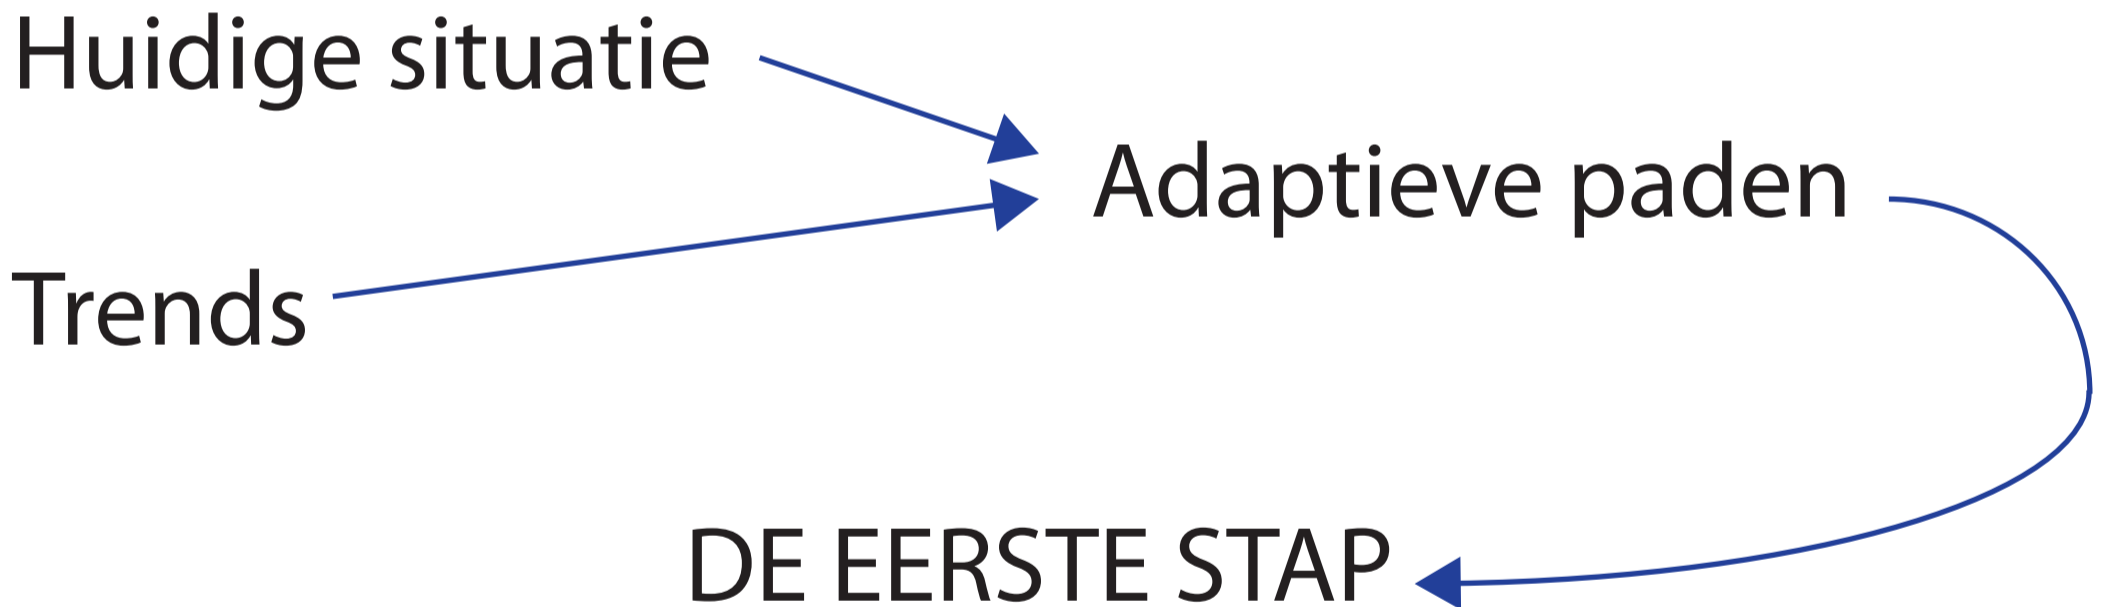 Huidige situatie
Adaptieve paden
Trends
DE EERSTE STAP